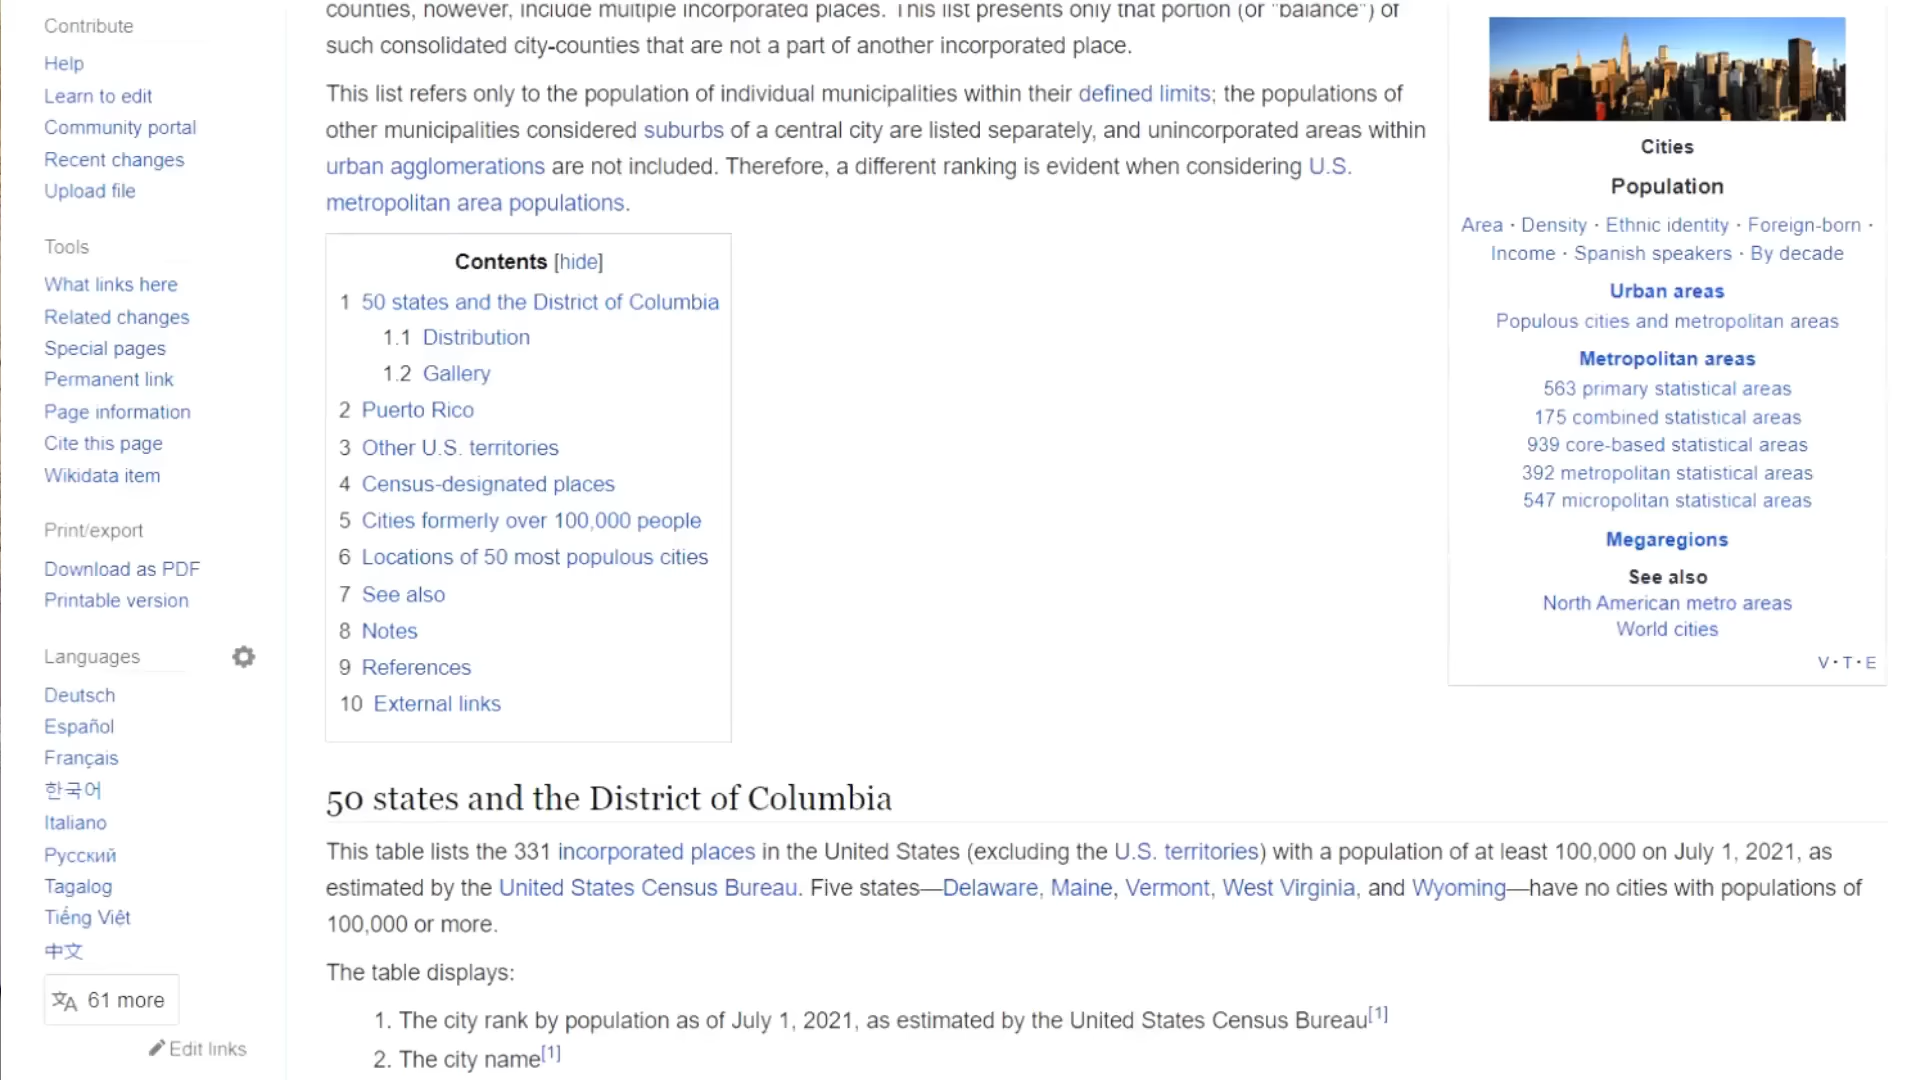 Contribute
Help
Learn to edit
Community portal
Recent changes
Upload file
Tools
What links here
Related changes
Special pages
Permanent link
Page information
Cite this page
Wikidata item
Print/export
Download as PDF
Printable version
Languages
Deutsch
Español
Français
한국어
Italiano
Русский
Tagalog
Tiếng Việt
中文
61 more
Edit links
counties, however, include multiple incorporated places. This list presents only that portion (or "balance") of
such consolidated city-counties that are not a part of another incorporated place.
This list refers only to the population of individual municipalities within their defined limits; the populations of
other municipalities considered suburbs of a central city are listed separately, and unincorporated areas within
urban agglomerations are not included. Therefore, a different ranking is evident when considering U.S.
metropolitan area populations.
Contents [hide]
1 50 states and the District of Columbia
1.1 Distribution
1.2 Gallery
2 Puerto Rico
3 Other U.S. territories
4 Census-designated places
5 Cities formerly over 100,000 people
6 Locations of 50 most populous cities
7 See also
8 Notes
9 References
10 External links
50 states and the District of Columbia
This table lists the 331 incorporated places in the United States (excluding the U.S. territories) with a population of at least 100,000 on July 1, 2021, as
estimated by the United States Census Bureau. Five states—Delaware, Maine, Vermont, West Virginia, and Wyoming—have no cities with populations of
100,000 or more.
The table displays:
1. The city rank by population as of July 1, 2021, as estimated by the United States Census Bureau[1]
2. The city name[1]
Cities
Population
Area · Density · Ethnic identity · Foreign-born ·
Income · Spanish speakers · By decade
Urban areas
Populous cities and metropolitan areas
Metropolitan areas
563 primary statistical areas
175 combined statistical areas
939 core-based statistical areas
392 metropolitan statistical areas
547 micropolitan statistical areas
Megaregions
See also
North American metro areas
World cities
V · T · E